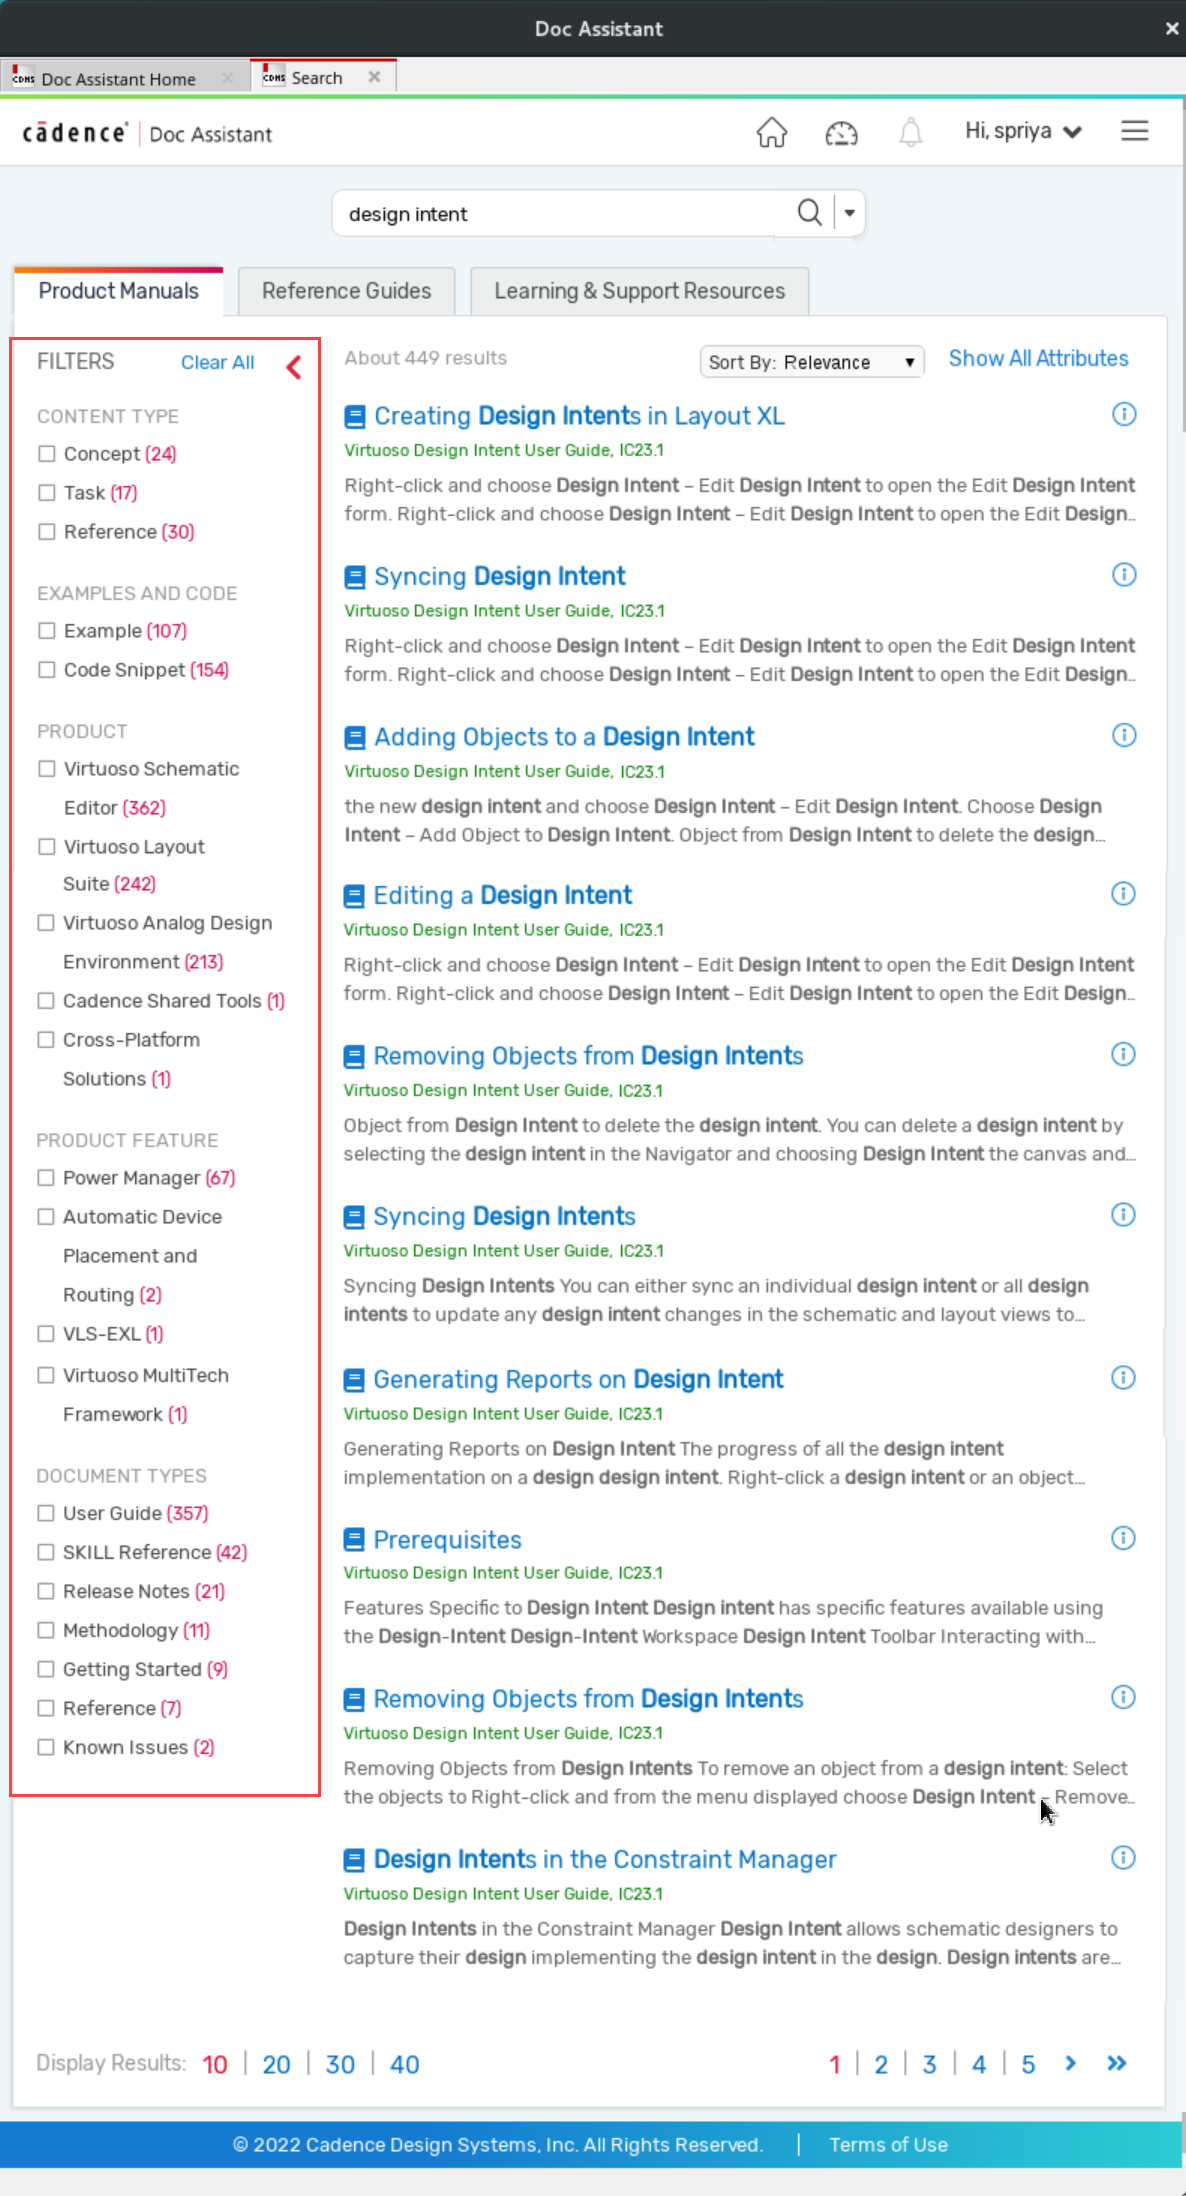 Doc Assistant
Doc Assistant Home
Search
cādence | Doc Assistant
Hi, spriya
design intent
Product Manuals
Reference Guides
Learning & Support Resources
FILTERS
Clear All
CONTENT TYPE
Concept (24)
Task (17)
Reference (30)
EXAMPLES AND CODE
Example (107)
Code Snippet (154)
PRODUCT
Virtuoso Schematic
Editor (362)
Virtuoso Layout
Suite (242)
Virtuoso Analog Design
Environment (213)
Cadence Shared Tools (1)
Cross-Platform
Solutions (1)
PRODUCT FEATURE
Power Manager (67)
Automatic Device
Placement and
Routing (2)
VLS-EXL (1)
Virtuoso MultiTech
Framework (1)
DOCUMENT TYPES
User Guide (357)
SKILL Reference (42)
Release Notes (21)
Methodology (11)
Getting Started (9)
Reference (7)
Known Issues (2)
About 449 results
Sort By: Relevance
Show All Attributes
Creating Design Intents in Layout XL
Virtuoso Design Intent User Guide, IC23.1
Right-click and choose Design Intent – Edit Design Intent to open the Edit Design Intent
form. Right-click and choose Design Intent – Edit Design Intent to open the Edit Design...
Syncing Design Intent
Virtuoso Design Intent User Guide, IC23.1
Right-click and choose Design Intent – Edit Design Intent to open the Edit Design Intent
form. Right-click and choose Design Intent – Edit Design Intent to open the Edit Design...
Adding Objects to a Design Intent
Virtuoso Design Intent User Guide, IC23.1
the new design intent and choose Design Intent – Edit Design Intent. Choose Design
Intent – Add Object to Design Intent. Object from Design Intent to delete the design...
Editing a Design Intent
Virtuoso Design Intent User Guide, IC23.1
Right-click and choose Design Intent – Edit Design Intent to open the Edit Design Intent
form. Right-click and choose Design Intent – Edit Design Intent to open the Edit Design...
Removing Objects from Design Intents
Virtuoso Design Intent User Guide, IC23.1
Object from Design Intent to delete the design intent. You can delete a design intent by
selecting the design intent in the Navigator and choosing Design Intent the canvas and...
Syncing Design Intents
Virtuoso Design Intent User Guide, IC23.1
Syncing Design Intents You can either sync an individual design intent or all design
intents to update any design intent changes in the schematic and layout views to...
Generating Reports on Design Intent
Virtuoso Design Intent User Guide, IC23.1
Generating Reports on Design Intent The progress of all the design intent
implementation on a design design intent. Right-click a design intent or an object...
Prerequisites
Virtuoso Design Intent User Guide, IC23.1
Features Specific to Design Intent Design intent has specific features available using
the Design-Intent Design-Intent Workspace Design Intent Toolbar Interacting with...
Removing Objects from Design Intents
Virtuoso Design Intent User Guide, IC23.1
Removing Objects from Design Intents To remove an object from a design intent: Select
the objects to Right-click and from the menu displayed choose Design Intent – Remove...
Design Intents in the Constraint Manager
Virtuoso Design Intent User Guide, IC23.1
Design Intents in the Constraint Manager Design Intent allows schematic designers to
capture their design implementing the design intent in the design. Design intents are...
Display Results: 10 | 20 | 30 | 40
1 | 2 | 3 | 4 | 5 > »
© 2022 Cadence Design Systems, Inc. All Rights Reserved. | Terms of Use